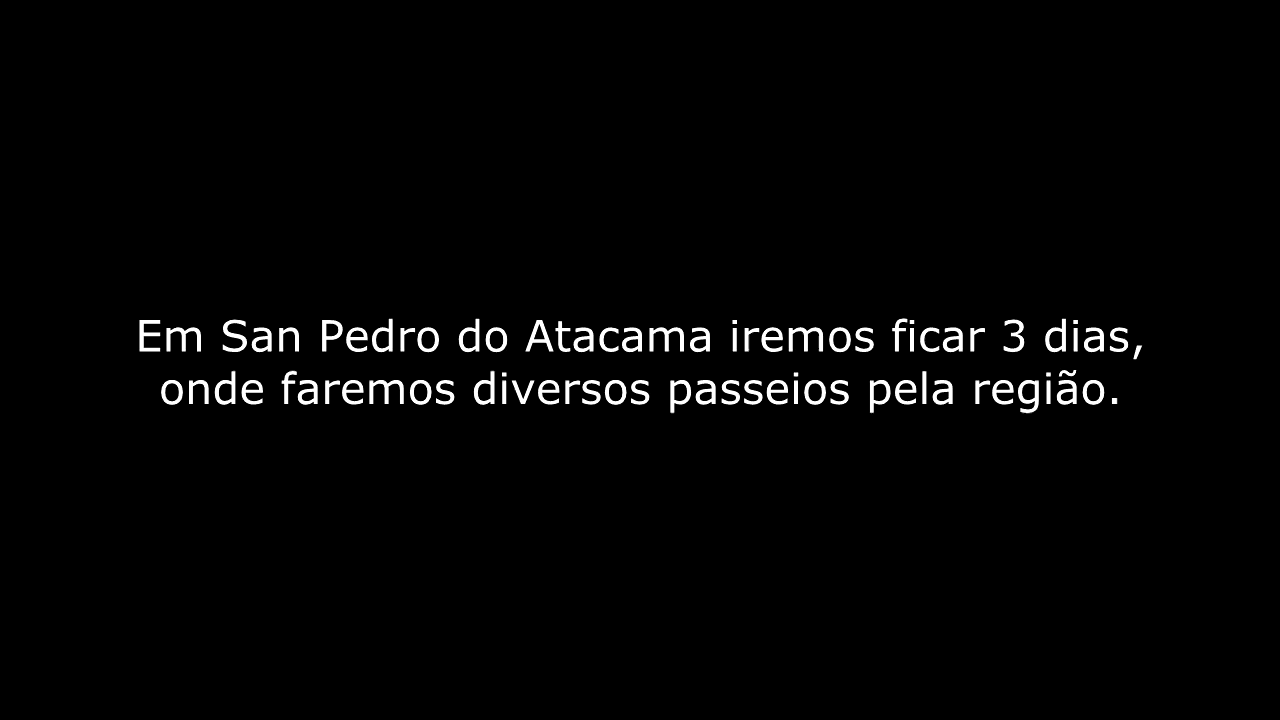 Em San Pedro do Atacama iremos ficar 3 dias,
onde faremos diversos passeios pela região.